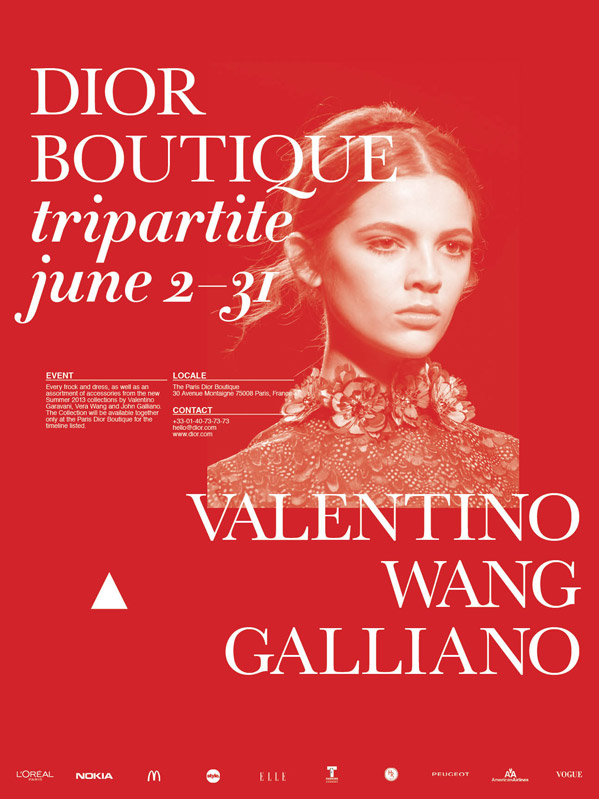 DIOR
BOUTIQUE
tripartite
june 2–31
EVENT
Every frock and dress, as well as an
assortment of accessories from the new
Summer 2013 collections by Valentino
Garavani, Vera Wang and John Galliano.
The Collection will be available together
only at the Paris Dior Boutique for the
timeline listed.
LOCALE
The Paris Dior Boutique
30 Avenue Montaigne 75008 Paris, France
CONTACT
+33-01-40-73-73-73
hello@dior.com
www.dior.com
VALENTINO
WANG
GALLIANO
L'ORÉAL
PARIS
NOKIA
style.
ELLE
PEUGEOT
AA
AmericanAirlines
VOGUE